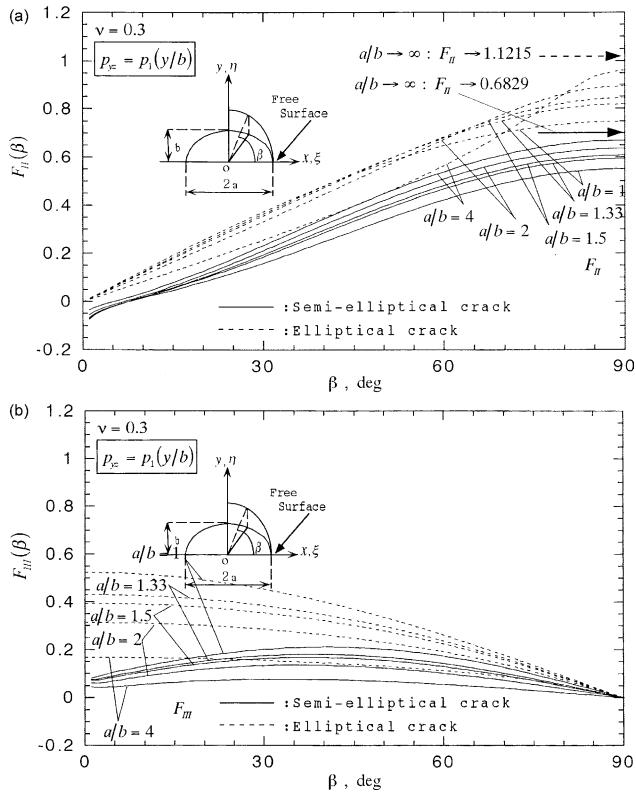 (a)
ν = 0.3
p_yz = p_1(y/b)
a/b → ∞ : F_II → 1.1215
a/b → ∞ : F_II → 0.6829
y,η
Free
Surface
b
β
o
x,ξ
2a
a/b = 1
a/b = 1.33
a/b = 1.5
a/b = 2
a/b = 4
F_II
——— :Semi-elliptical crack
----- :Elliptical crack
F_II(β)
1.2
1
0.8
0.6
0.4
0.2
0
-0.2
0
30
60
90
β , deg
(b)
ν = 0.3
p_yz = p_1(y/b)
y,η
Free
Surface
b
β
o
x,ξ
2a
a/b = 1
a/b = 1.33
a/b = 1.5
a/b = 2
a/b = 4
F_III
——— :Semi-elliptical crack
----- :Elliptical crack
F_III(β)
1.2
1
0.8
0.6
0.4
0.2
0
-0.2
0
30
60
90
β , deg